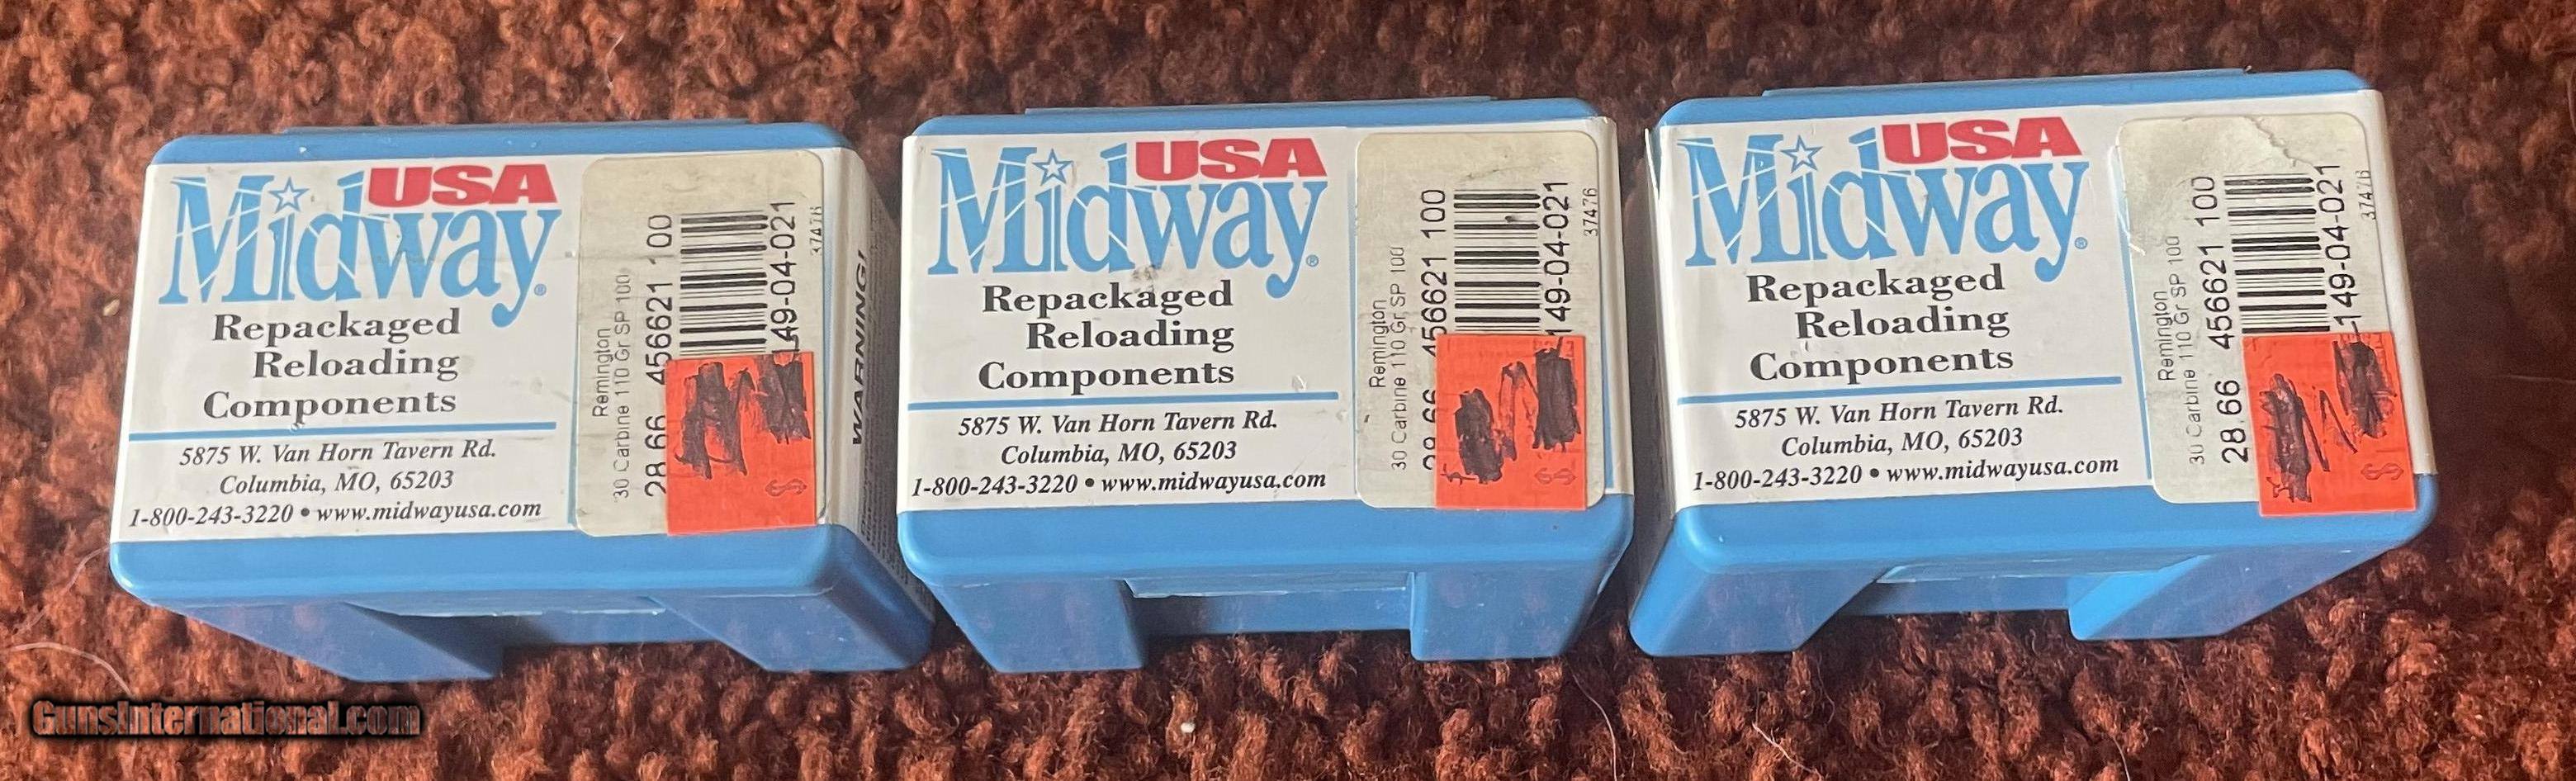 Midway USA
Repackaged
Reloading
Components
5875 W. Van Horn Tavern Rd.
Columbia, MO, 65203
1-800-243-3220 • www.midwayusa.com
Remington
30 Carbine 110 Gr SP 100
28.66 456621 100
149-04-021
37476
$
WARNING!
Midway USA
Repackaged
Reloading
Components
5875 W. Van Horn Tavern Rd.
Columbia, MO, 65203
1-800-243-3220 • www.midwayusa.com
Remington
30 Carbine 110 Gr SP 100
28.66 456621 100
149-04-021
37476
$
Midway USA
Repackaged
Reloading
Components
5875 W. Van Horn Tavern Rd.
Columbia, MO, 65203
1-800-243-3220 • www.midwayusa.com
Remington
30 Carbine 110 Gr SP 100
28.66 456621 100
149-04-021
37476
$
GunsInternational.com